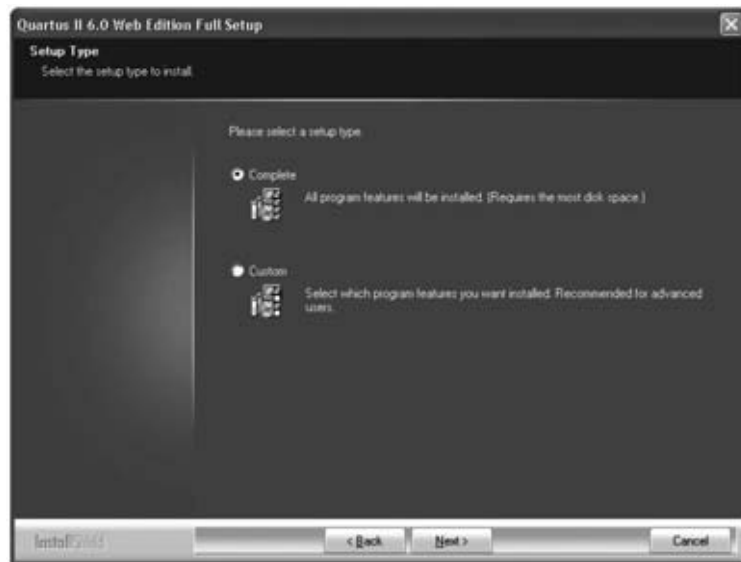 Quartus II 6.0 Web Edition Full Setup
Setup Type
Select the setup type to install.
Please select a setup type.
Complete
All program features will be installed. (Requires the most disk space.)
Custom
Select which program features you want installed. Recommended for advanced
users.
InstallShield
< Back
Next >
Cancel